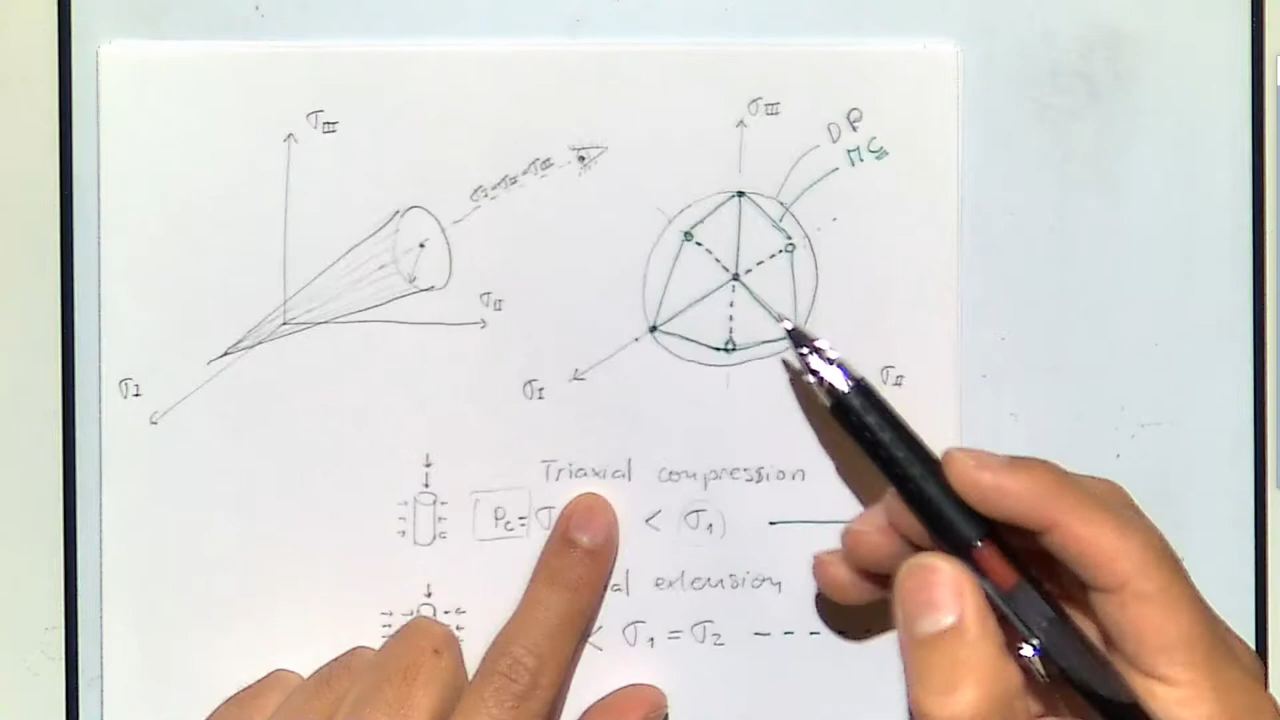 σIII
σI=σII=σIII
σII
σI
σIII
DP
MC
σI
σII
Triaxial compression
Pc= σ < σ1)
al extension
< σ1 = σ2